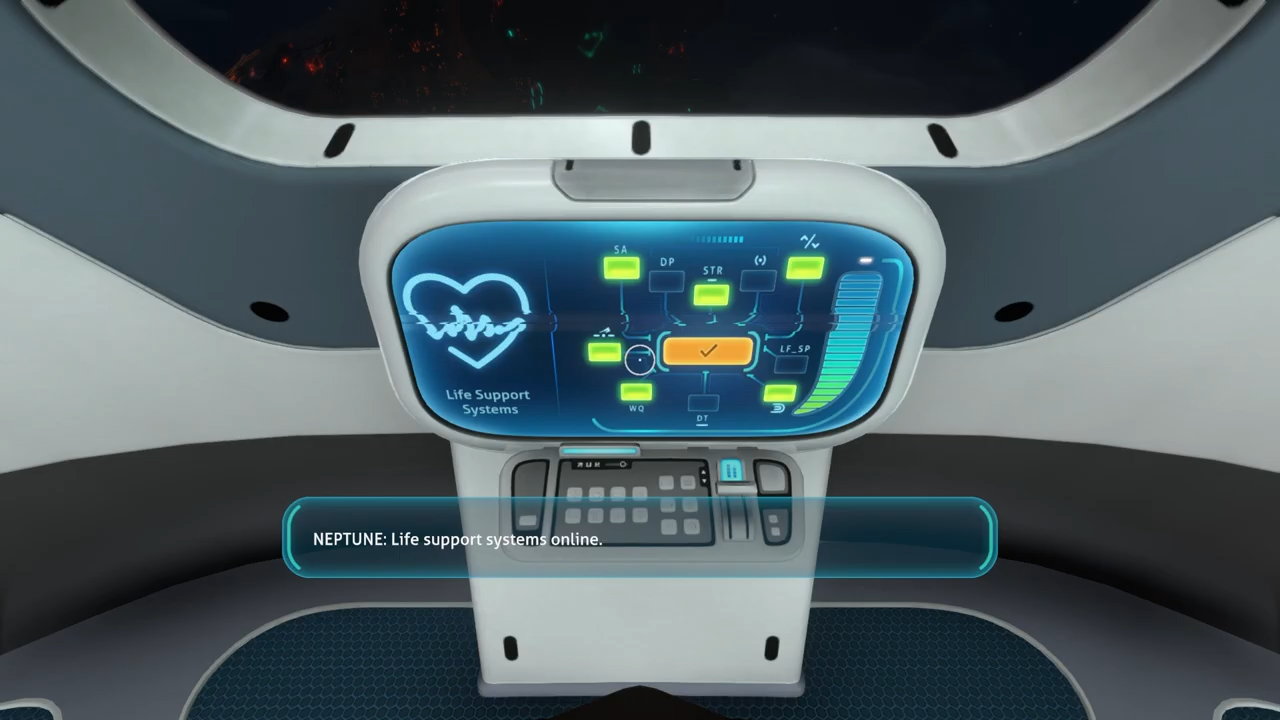 SA
DP
STR
LF_SP
WQ
DT
Life Support
Systems
NEPTUNE: Life support systems online.